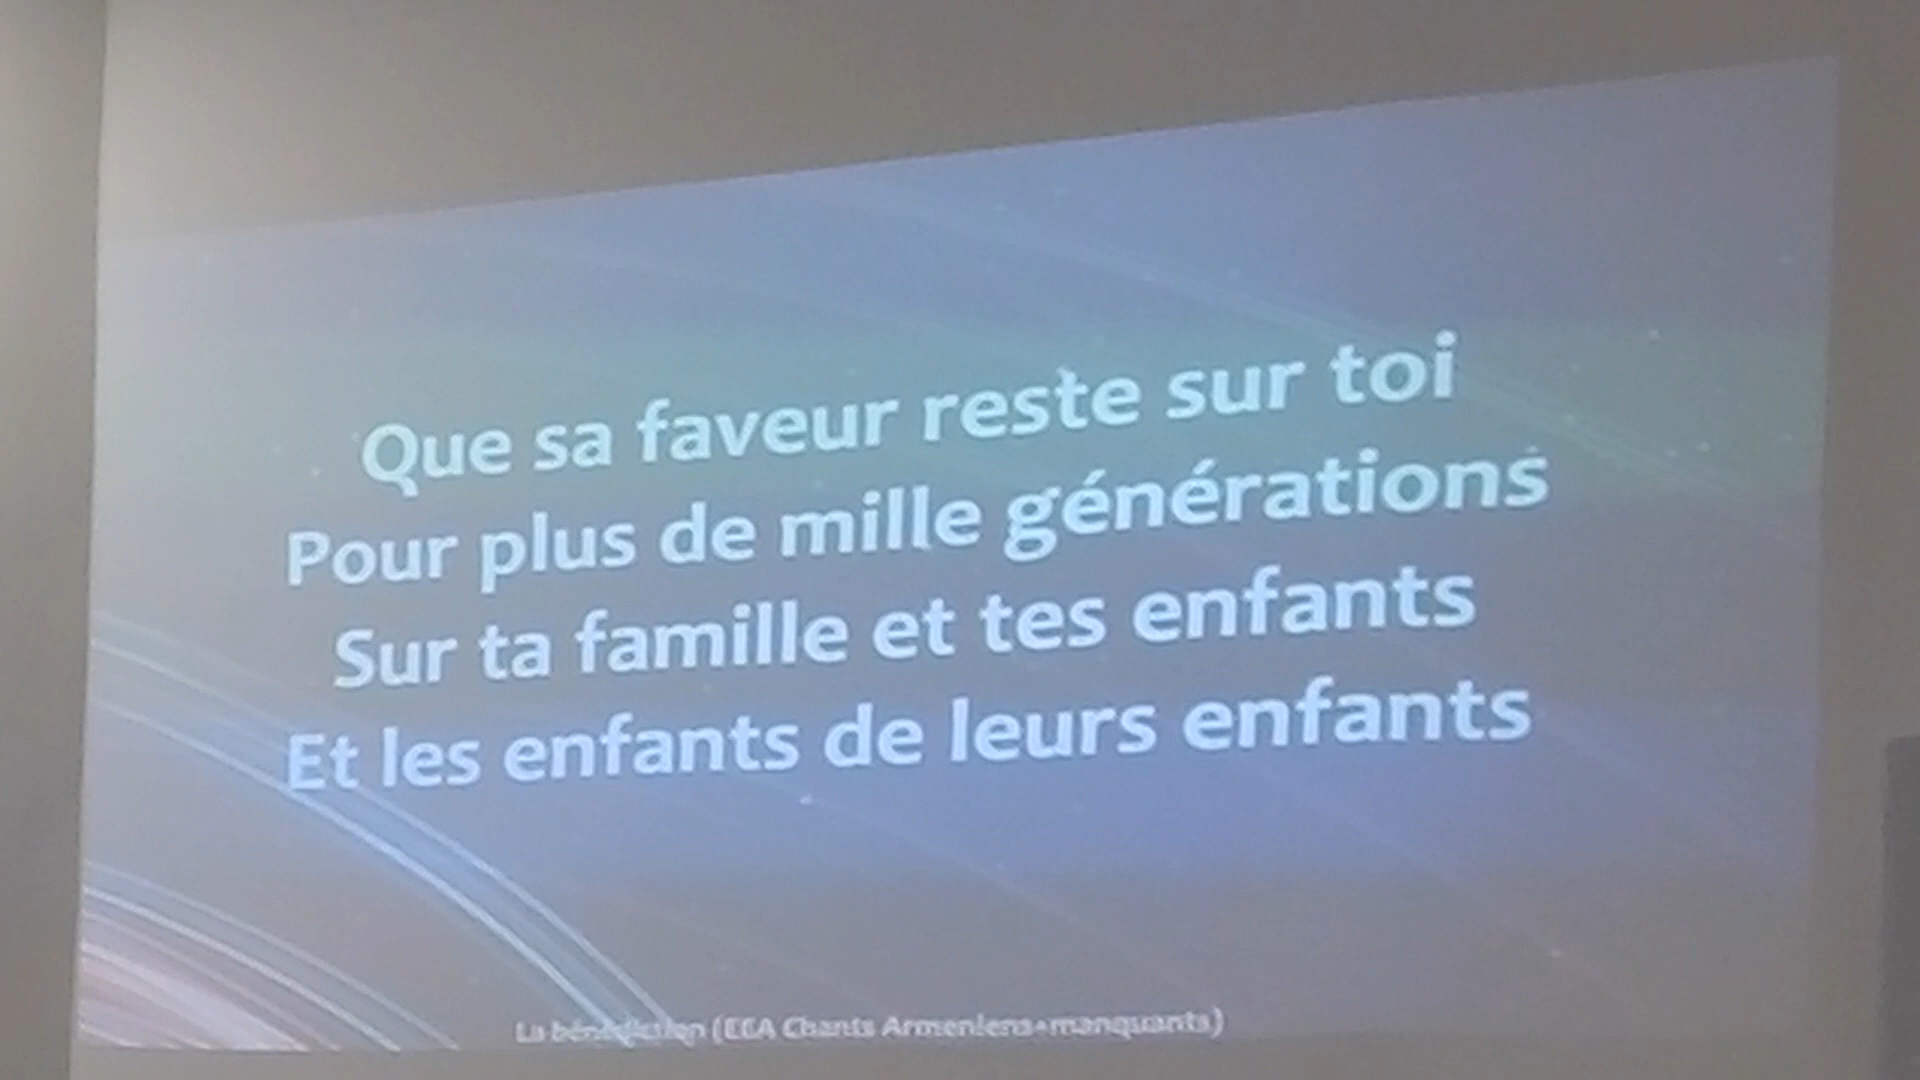 Que sa faveur reste sur toi
Pour plus de mille générations
Sur ta famille et tes enfants
Et les enfants de leurs enfants
La bénédiction (EEA Chants Armeniens+manquants)